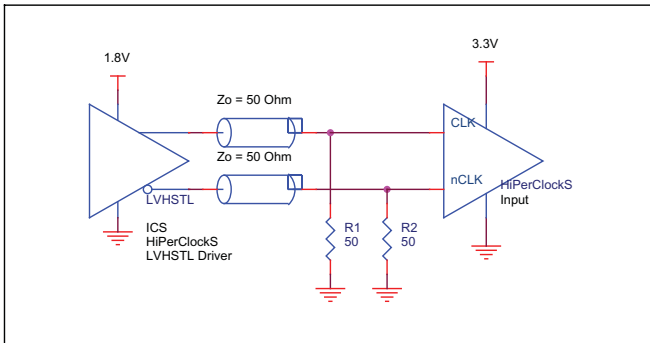 1.8V
3.3V
Zo = 50 Ohm
CLK
Zo = 50 Ohm
nCLK
HiPerClockS
Input
LVHSTL
ICS
HiPerClockS
LVHSTL Driver
R1
50
R2
50